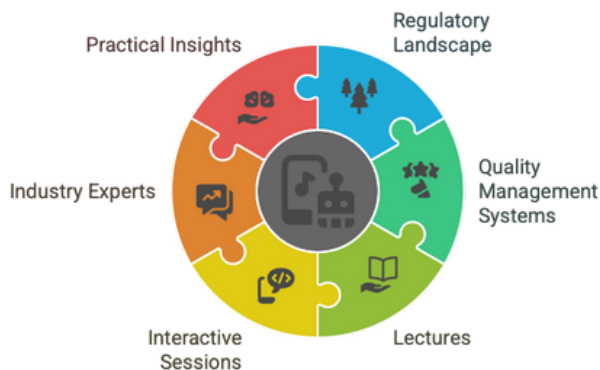 Practical Insights
Regulatory
Landscape
Industry Experts
Quality
Management
Systems
Interactive
Sessions
Lectures